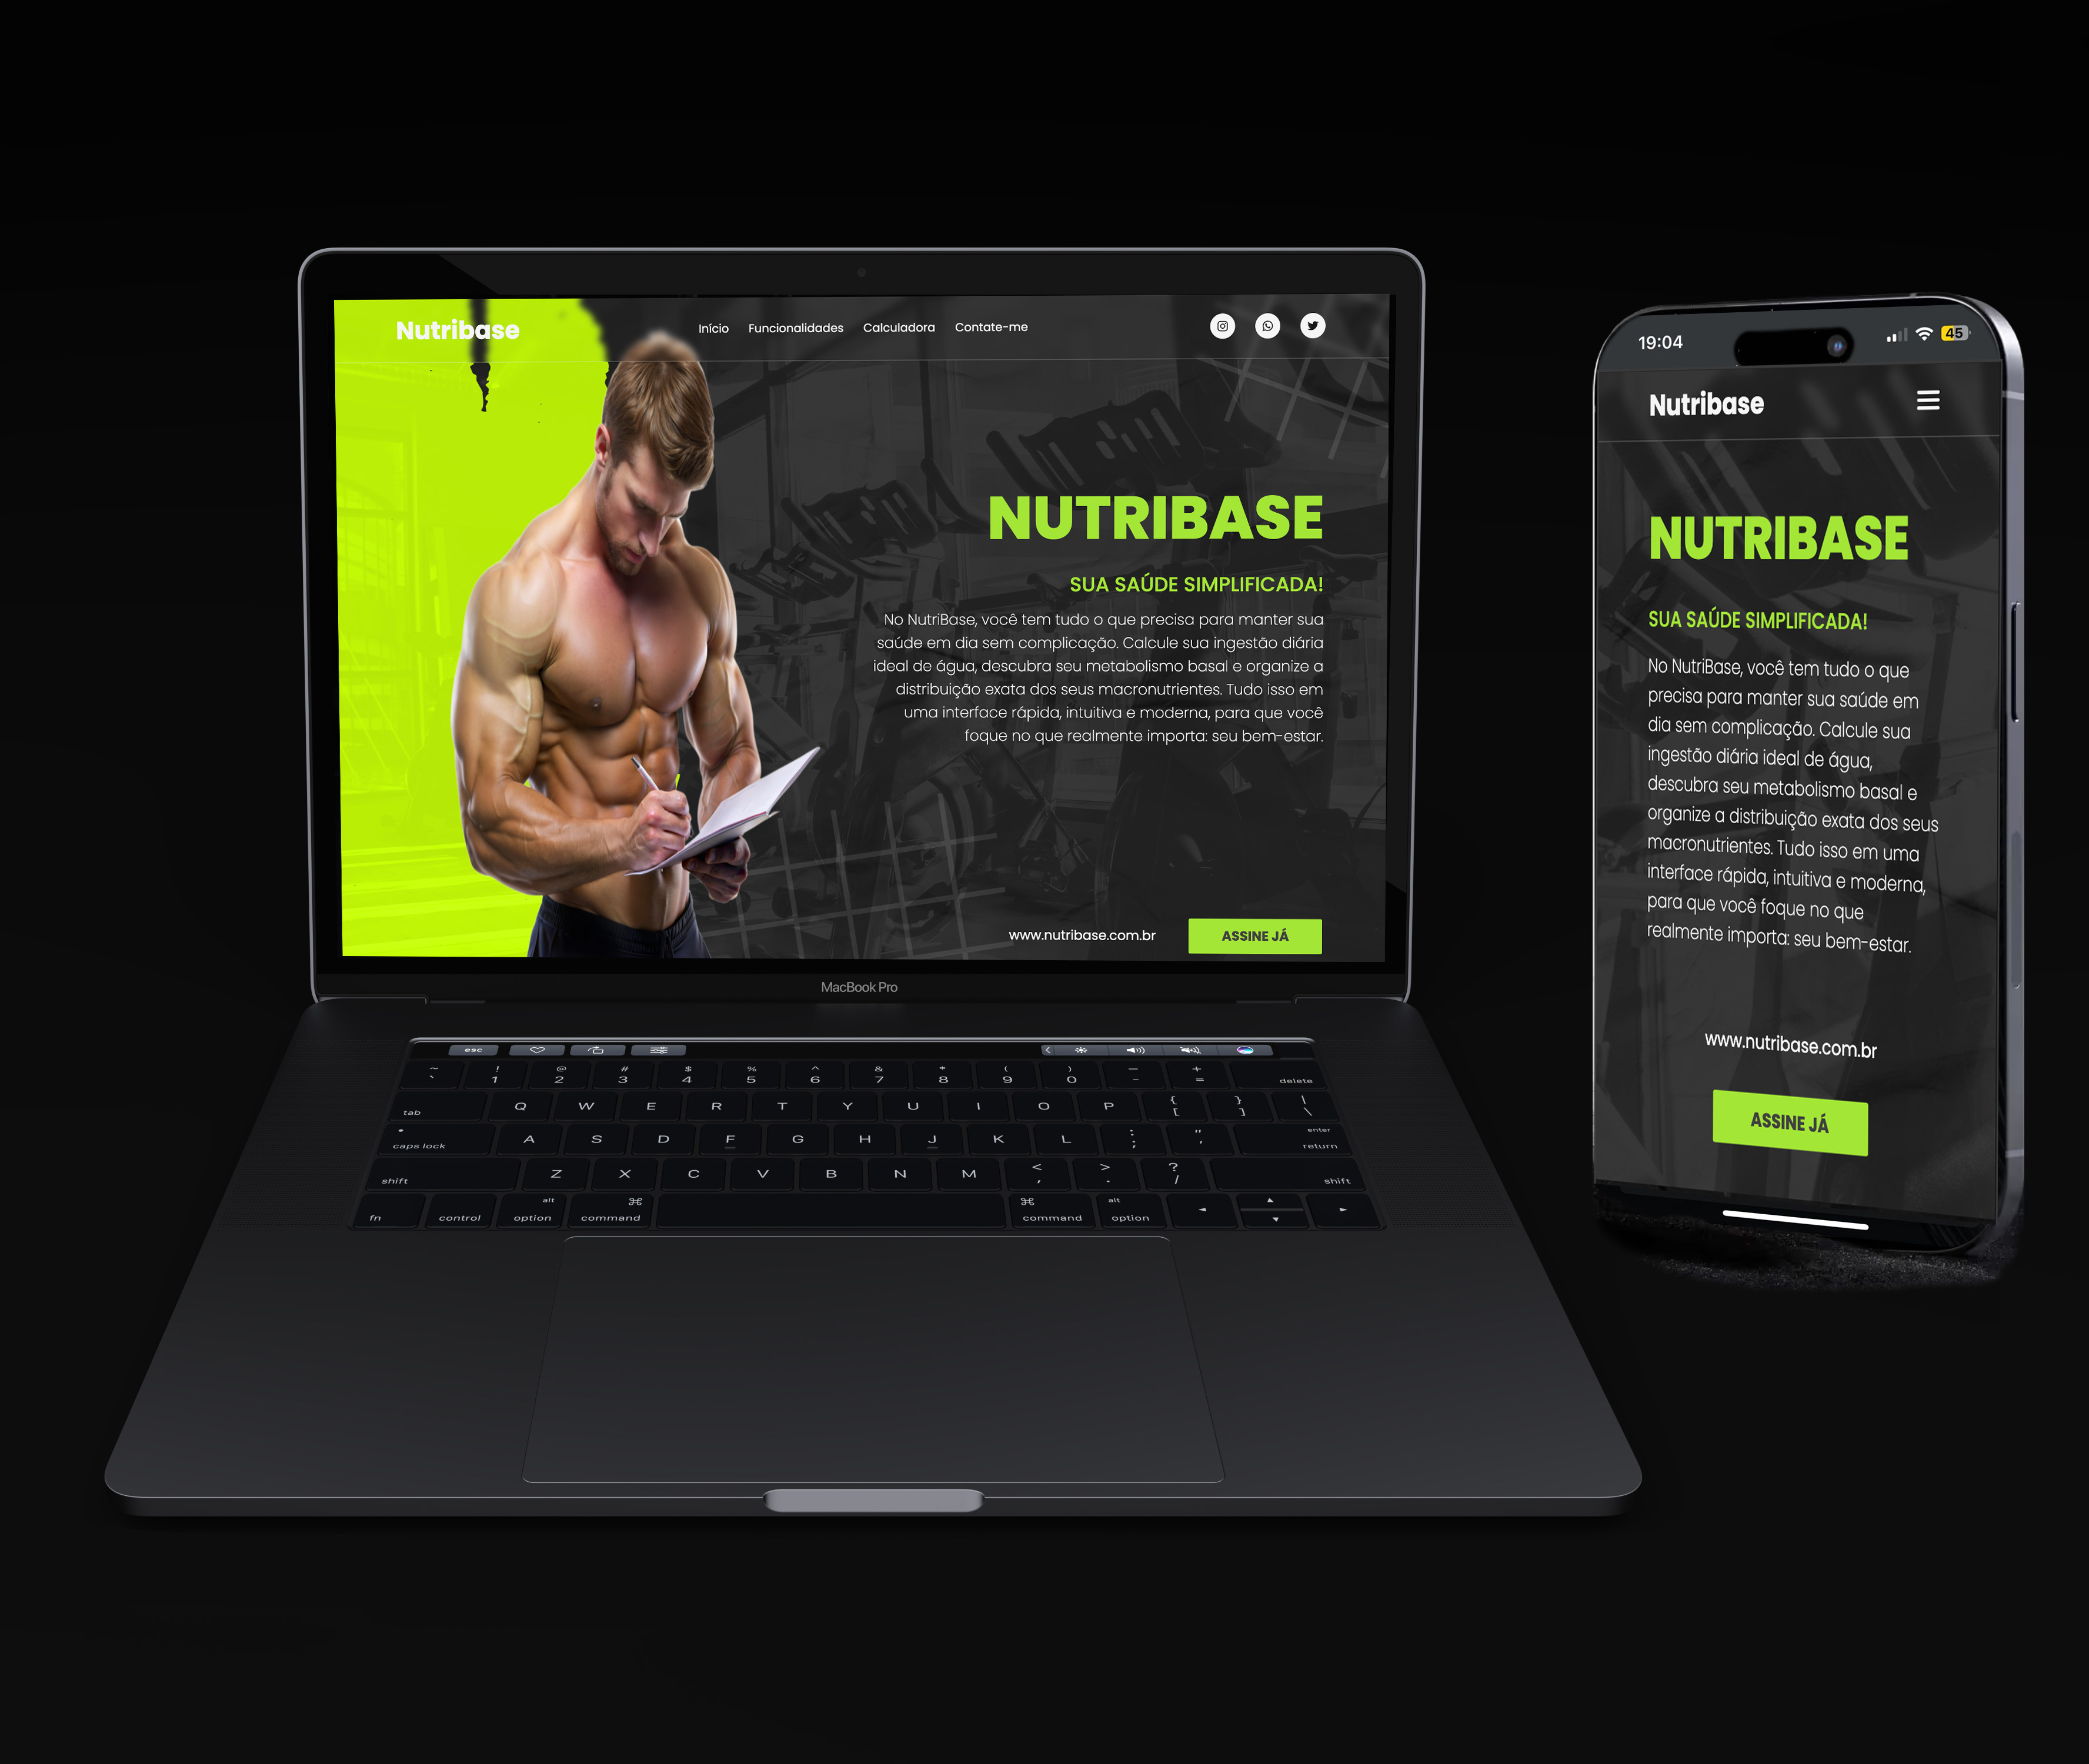 Nutribase
Início Funcionalidades Calculadora Contate-me
NUTRIBASE
SUA SAÚDE SIMPLIFICADA!
No NutriBase, você tem tudo o que precisa para manter sua
saúde em dia sem complicação. Calcule sua ingestão diária
ideal de água, descubra seu metabolismo basal e organize a
distribuição exata dos seus macronutrientes. Tudo isso em
uma interface rápida, intuitiva e moderna, para que você
foque no que realmente importa: seu bem-estar.
www.nutribase.com.br
ASSINE JÁ
MacBook Pro
esc
~ ! @ # $ % ^ & * ( ) — +
` 1 2 3 4 5 6 7 8 9 0 - = delete
tab Q W E R T Y U I O P { [ } ] | \
caps lock A S D F G H J K L : ; " ' enter return
shift Z X C V B N M < , > . ? / shift
fn control alt option ⌘ command ⌘ command alt option
19:04
45
Nutribase
NUTRIBASE
SUA SAÚDE SIMPLIFICADA!
No NutriBase, você tem tudo o que
precisa para manter sua saúde em
dia sem complicação. Calcule sua
ingestão diária ideal de água,
descubra seu metabolismo basal e
organize a distribuição exata dos seus
macronutrientes. Tudo isso em uma
interface rápida, intuitiva e moderna,
para que você foque no que
realmente importa: seu bem-estar.
www.nutribase.com.br
ASSINE JÁ